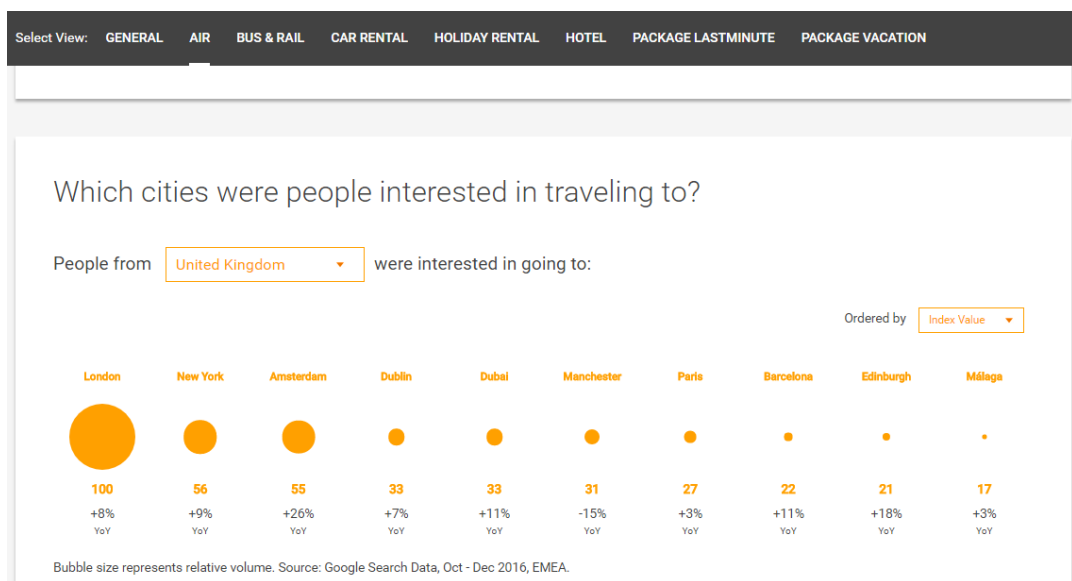 Select View: GENERAL AIR BUS & RAIL CAR RENTAL HOLIDAY RENTAL HOTEL PACKAGE LASTMINUTE PACKAGE VACATION
Which cities were people interested in traveling to?
People from United Kingdom were interested in going to:
Ordered by Index Value
London New York Amsterdam Dublin Dubai Manchester Paris Barcelona Edinburgh Málaga
100 56 55 33 33 31 27 22 21 17
+8% +9% +26% +7% +11% -15% +3% +11% +18% +3%
YoY YoY YoY YoY YoY YoY YoY YoY YoY YoY
Bubble size represents relative volume. Source: Google Search Data, Oct - Dec 2016, EMEA.